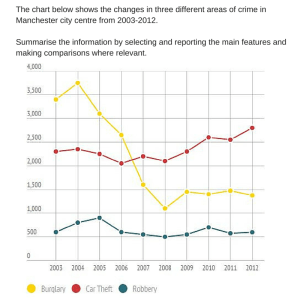 The chart below shows the changes in three different areas of crime in
Manchester city centre from 2003-2012.
Summarise the information by selecting and reporting the main features and
making comparisons where relevant.
4,000
3,500
3,000
2,500
2,000
1,500
1,000
500
0
2003 2004 2005 2006 2007 2008 2009 2010 2011 2012
Burglary Car Theft Robbery